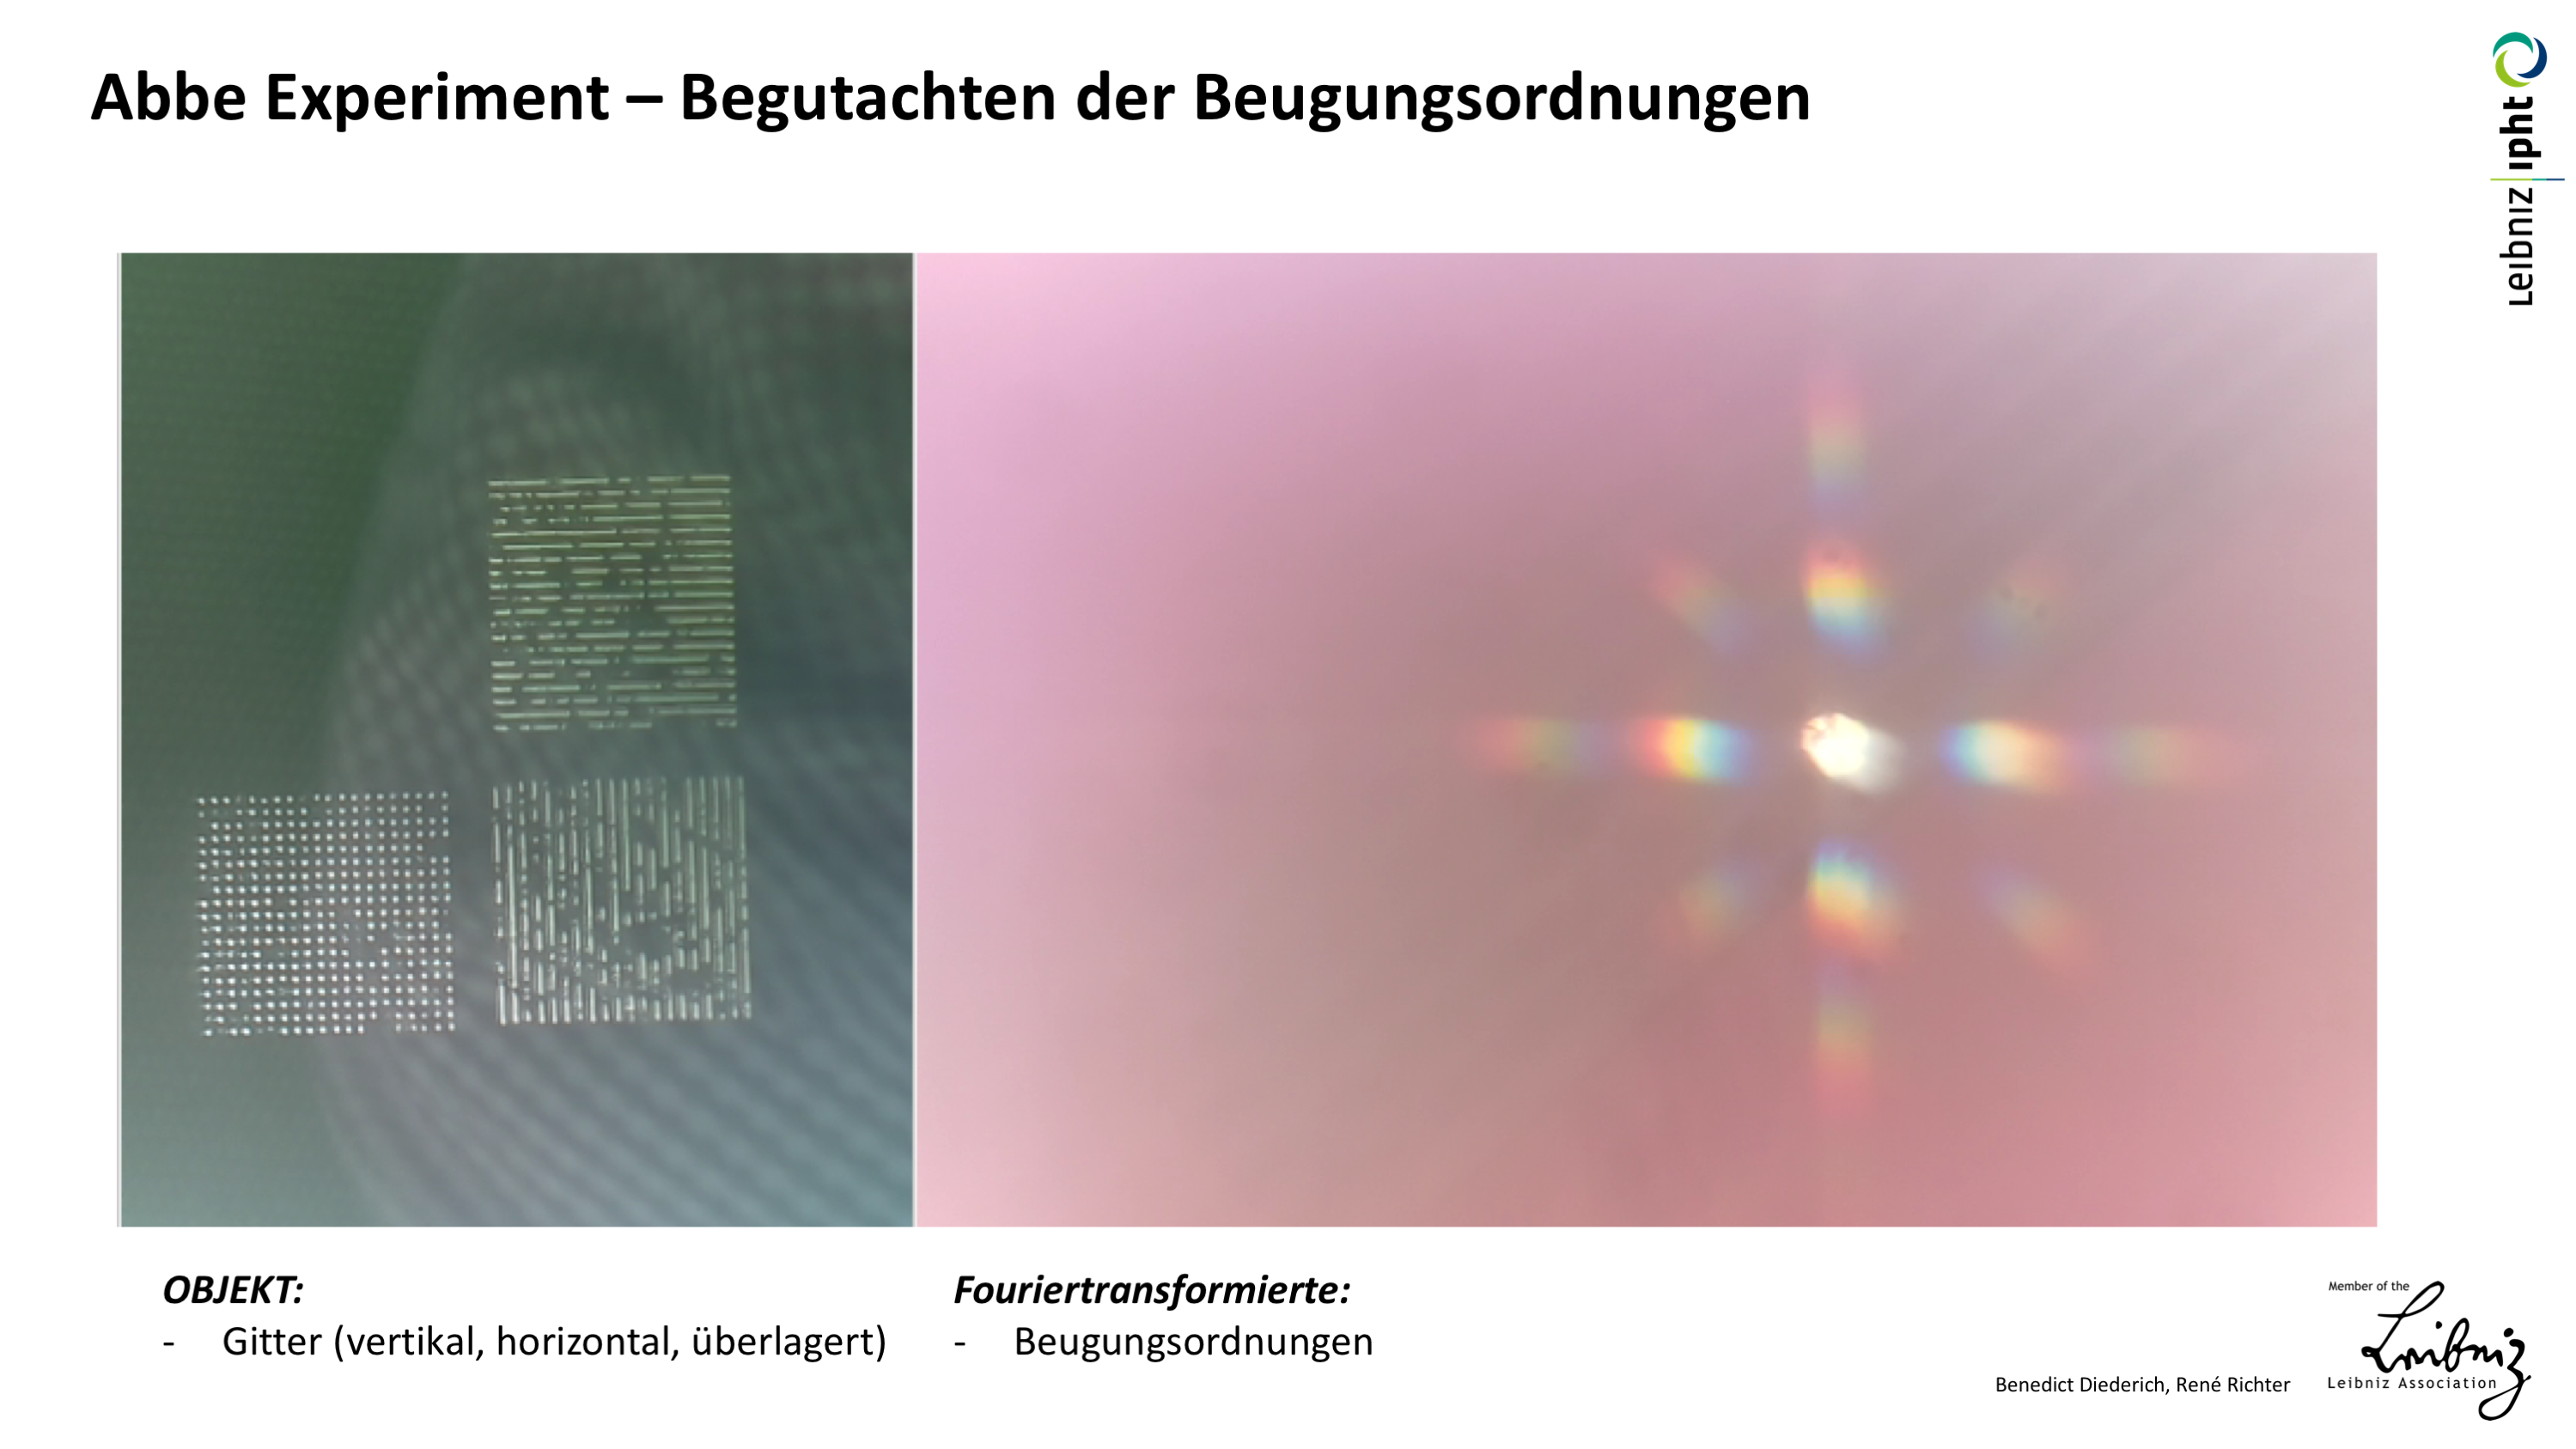 Abbe Experiment – Begutachten der Beugungsordnungen
Leibniz ipht
OBJEKT:
- Gitter (vertikal, horizontal, überlagert)
Fouriertransformierte:
- Beugungsordnungen
Benedict Diederich, René Richter
Member of the
Leibniz
Leibniz Association